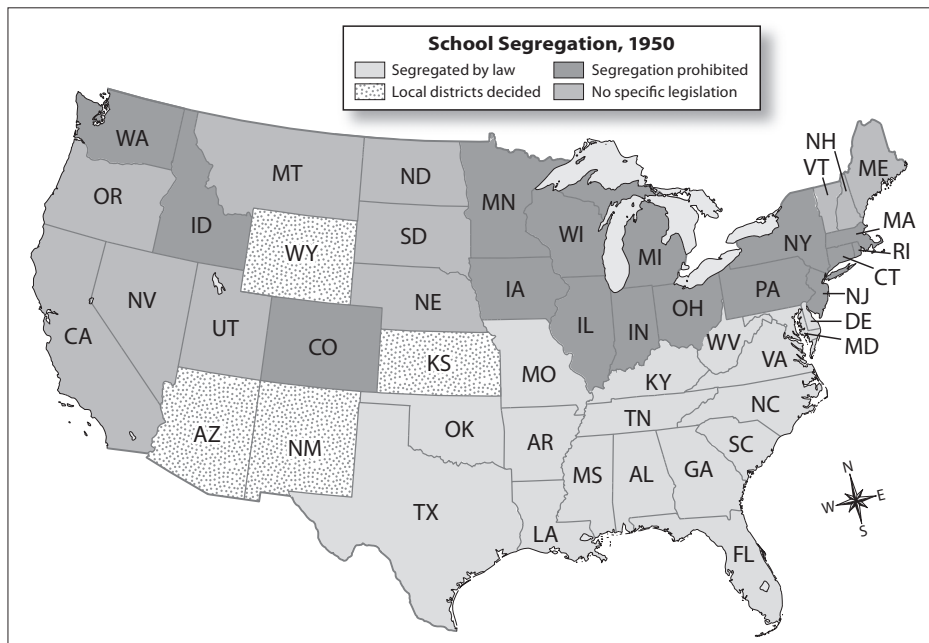 School Segregation, 1950
Segregated by law
Segregation prohibited
Local districts decided
No specific legislation
WA
MT
ND
MN
NH
VT
ME
OR
ID
WY
SD
WI
MI
NY
MA
RI
CT
NV
UT
CO
NE
IA
IL
IN
OH
PA
NJ
DE
MD
CA
KS
MO
WV
VA
KY
AZ
NM
OK
AR
TN
NC
SC
MS
AL
GA
TX
LA
FL
N
W
E
S